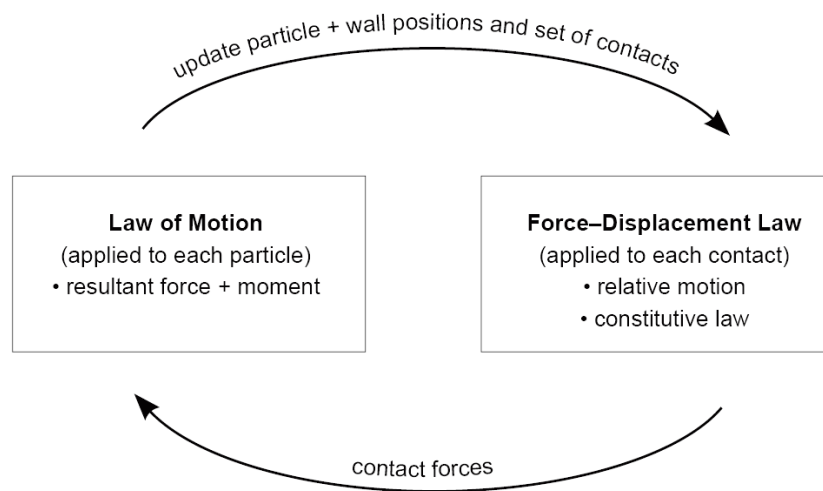 update particle + wall positions and set of contacts
Law of Motion
(applied to each particle)
• resultant force + moment
Force–Displacement Law
(applied to each contact)
• relative motion
• constitutive law
contact forces